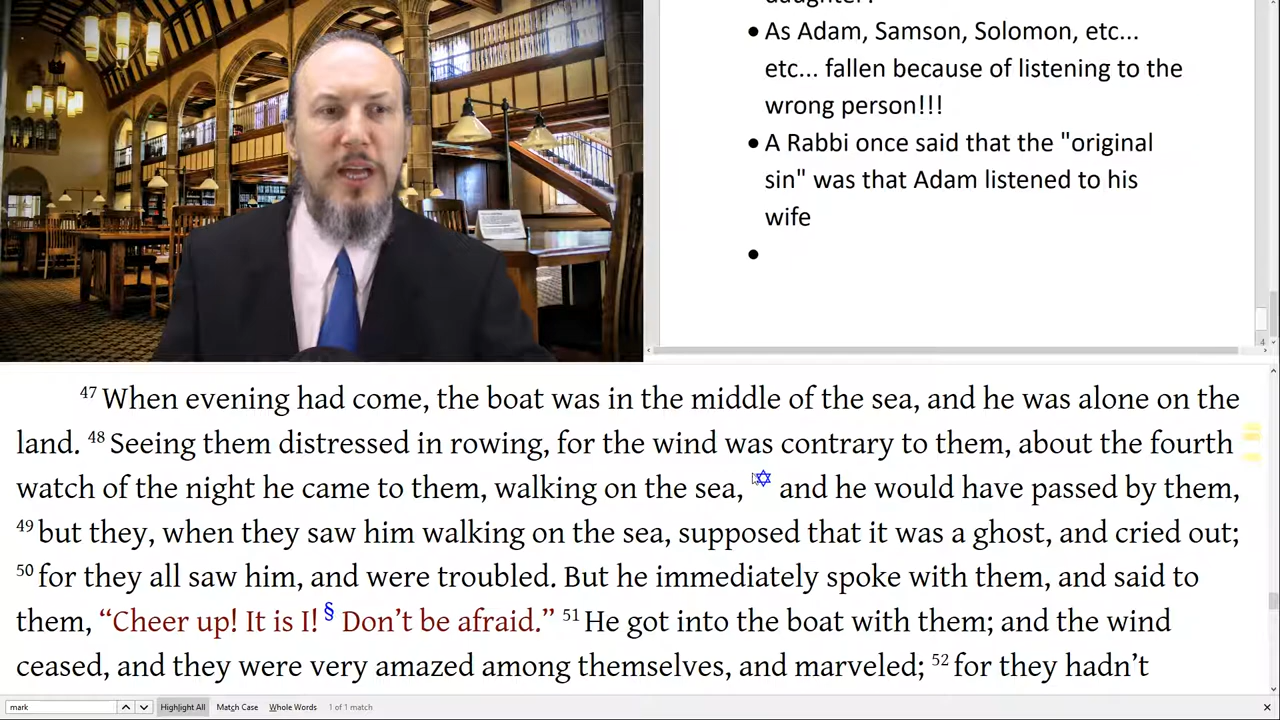 daughter?
• As Adam, Samson, Solomon, etc...
etc... fallen because of listening to the
wrong person!!!
• A Rabbi once said that the "original
sin" was that Adam listened to his
wife
•
4
47 When evening had come, the boat was in the middle of the sea, and he was alone on the
land. 48 Seeing them distressed in rowing, for the wind was contrary to them, about the fourth
watch of the night he came to them, walking on the sea, ✡ and he would have passed by them,
49 but they, when they saw him walking on the sea, supposed that it was a ghost, and cried out;
50 for they all saw him, and were troubled. But he immediately spoke with them, and said to
them, “Cheer up! It is I! § Don’t be afraid.” 51 He got into the boat with them; and the wind
ceased, and they were very amazed among themselves, and marveled; 52 for they hadn’t
mark Highlight All Match Case Whole Words 1 of 1 match